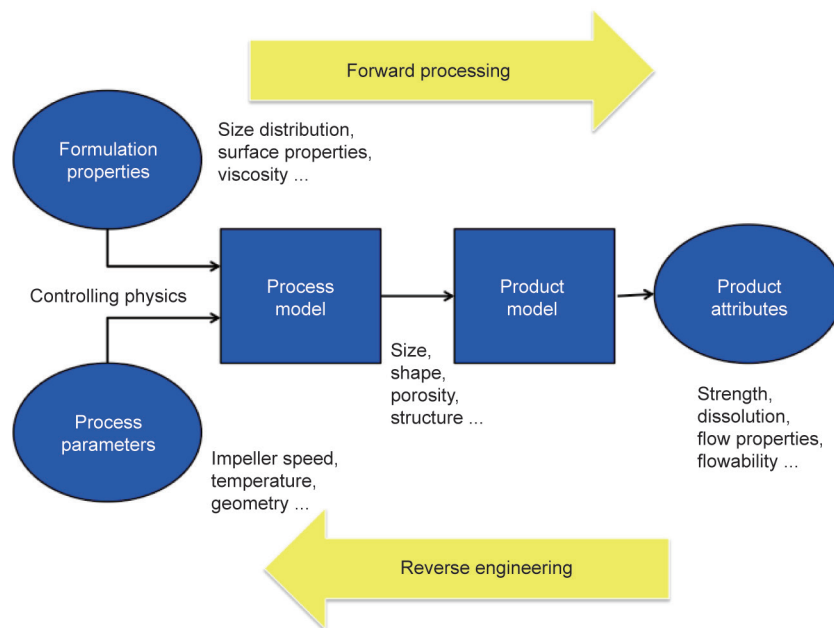 Forward processing
Formulation
properties
Size distribution,
surface properties,
viscosity ...
Controlling physics
Process
model
Product
model
Product
attributes
Size,
shape,
porosity,
structure ...
Process
parameters
Impeller speed,
temperature,
geometry ...
Strength,
dissolution,
flow properties,
flowability ...
Reverse engineering